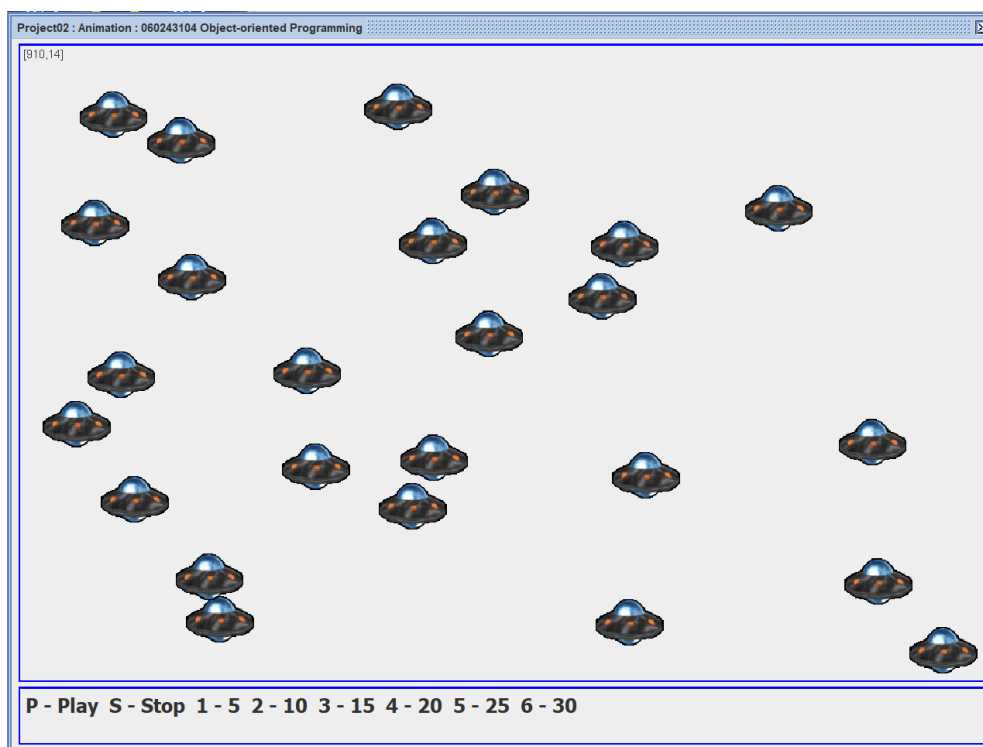 Project02 : Animation : 060243104 Object-oriented Programming
[910,14]
P - Play S - Stop 1 - 5 2 - 10 3 - 15 4 - 20 5 - 25 6 - 30